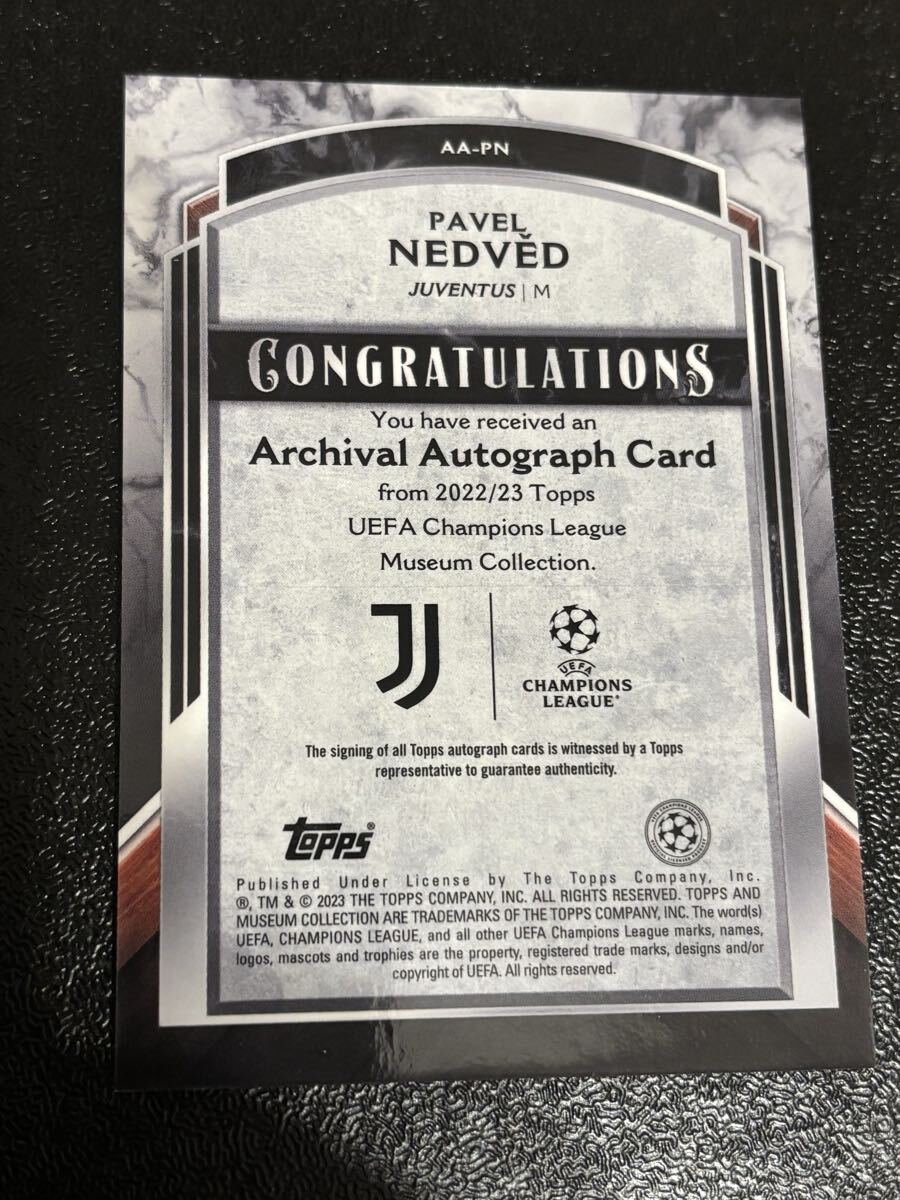 AA-PN
PAVEL
NEDVĚD
JUVENTUS | M
CONGRATULATIONS
You have received an
Archival Autograph Card
from 2022/23 Topps
UEFA Champions League
Museum Collection.
UEFA
CHAMPIONS
LEAGUE®
The signing of all Topps autograph cards is witnessed by a Topps
representative to guarantee authenticity.
topps®
Published Under License by The Topps Company, Inc.
®, TM & © 2023 THE TOPPS COMPANY, INC. ALL RIGHTS RESERVED. TOPPS AND
MUSEUM COLLECTION ARE TRADEMARKS OF THE TOPPS COMPANY, INC. The word(s)
UEFA, CHAMPIONS LEAGUE, and all other UEFA Champions League marks, names,
logos, mascots and trophies are the property, registered trade marks, designs and/or
copyright of UEFA. All rights reserved.